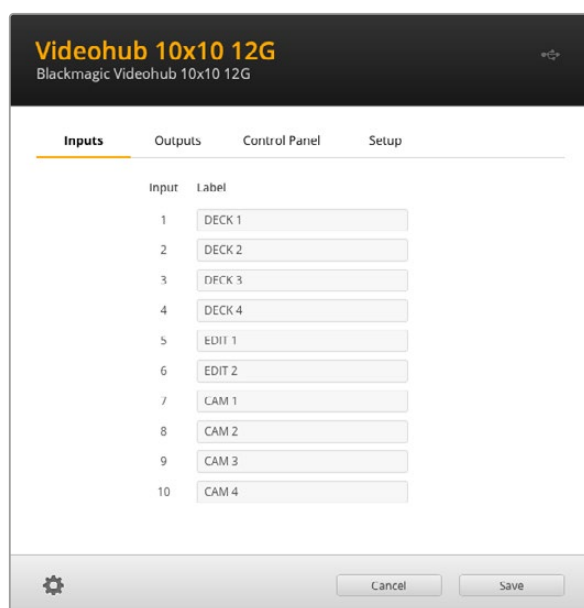 Videohub 10x10 12G
Blackmagic Videohub 10x10 12G
Inputs Outputs Control Panel Setup
Input Label
1 DECK 1
2 DECK 2
3 DECK 3
4 DECK 4
5 EDIT 1
6 EDIT 2
7 CAM 1
8 CAM 2
9 CAM 3
10 CAM 4
Cancel Save